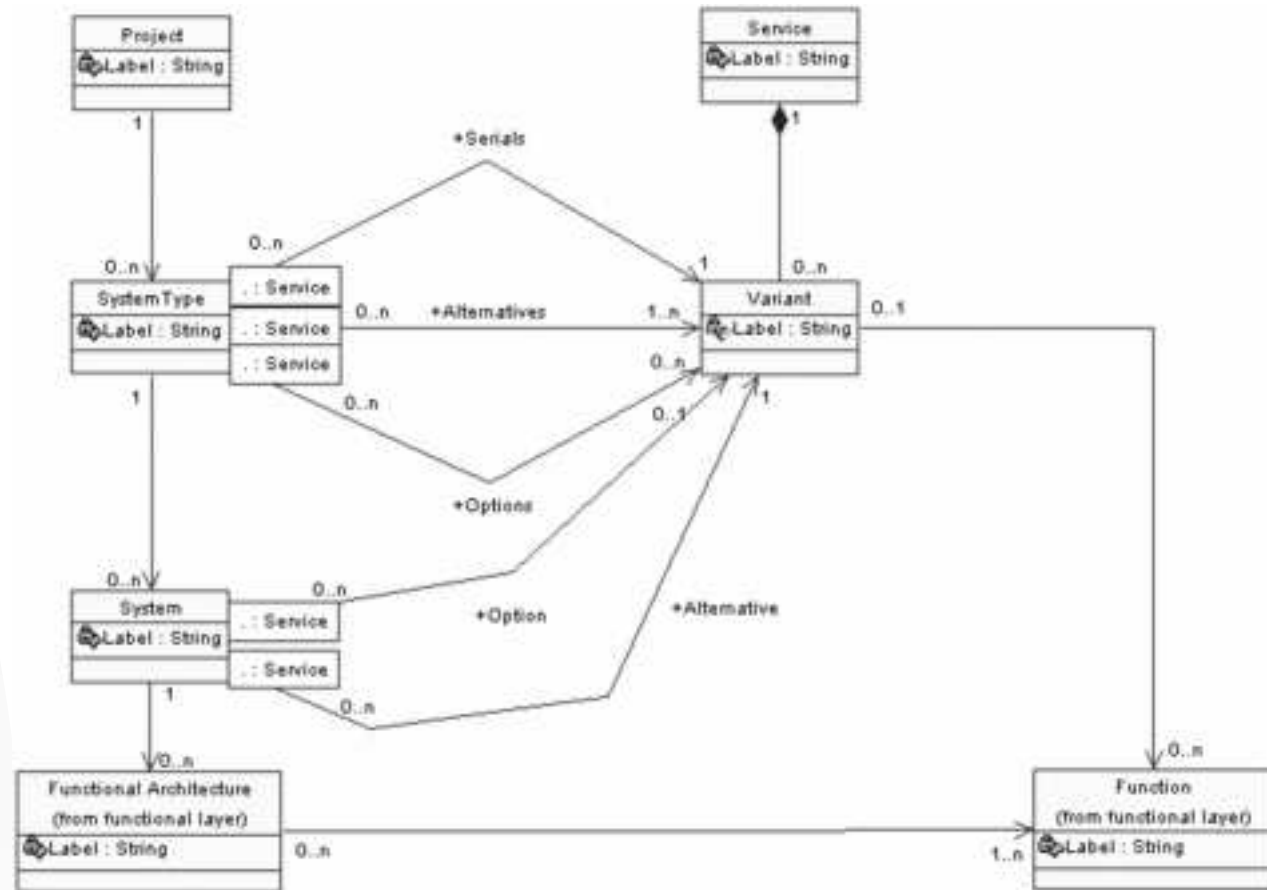 Project
Label : String
1
Service
Label : String
1
+Serials
0..n
0..n
1
0..n
SystemType
Label : String
. : Service
. : Service
. : Service
0..n
+Alternatives
1..n
Variant
Label : String
0..1
0..n
1
0..n
0..1
1
+Options
0..n
0..n
System
Label : String
. : Service
. : Service
+Option
+Alternative
1
0..n
0..n
0..n
Functional Architecture
(from functional layer)
Label : String
0..n
1..n
Function
(from functional layer)
Label : String